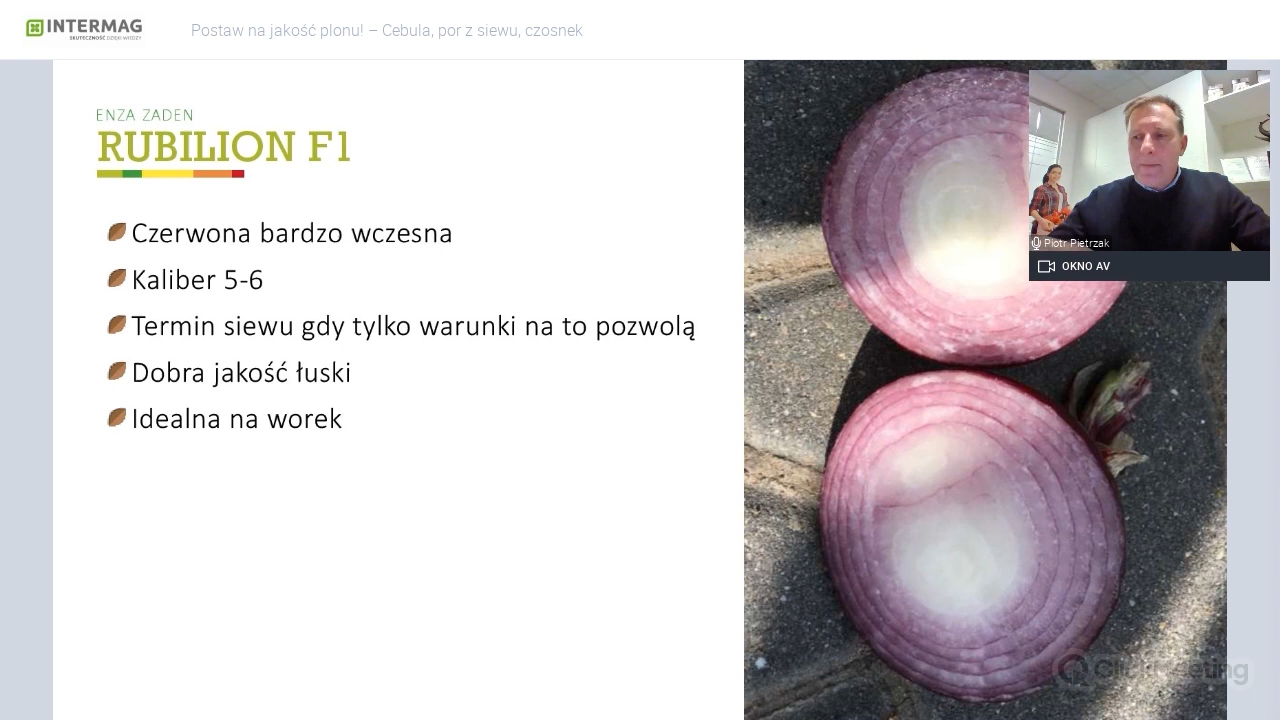 INTERMAG
SKUTECZNOŚĆ DZIĘKI WIEDZY
Postaw na jakość plonu! – Cebula, por z siewu, czosnek
ENZA ZADEN
RUBILION F1
Czerwona bardzo wczesna
Kaliber 5-6
Termin siewu gdy tylko warunki na to pozwolą
Dobra jakość łuski
Idealna na worek
Piotr Pietrzak
OKNO AV
ClickMeeting